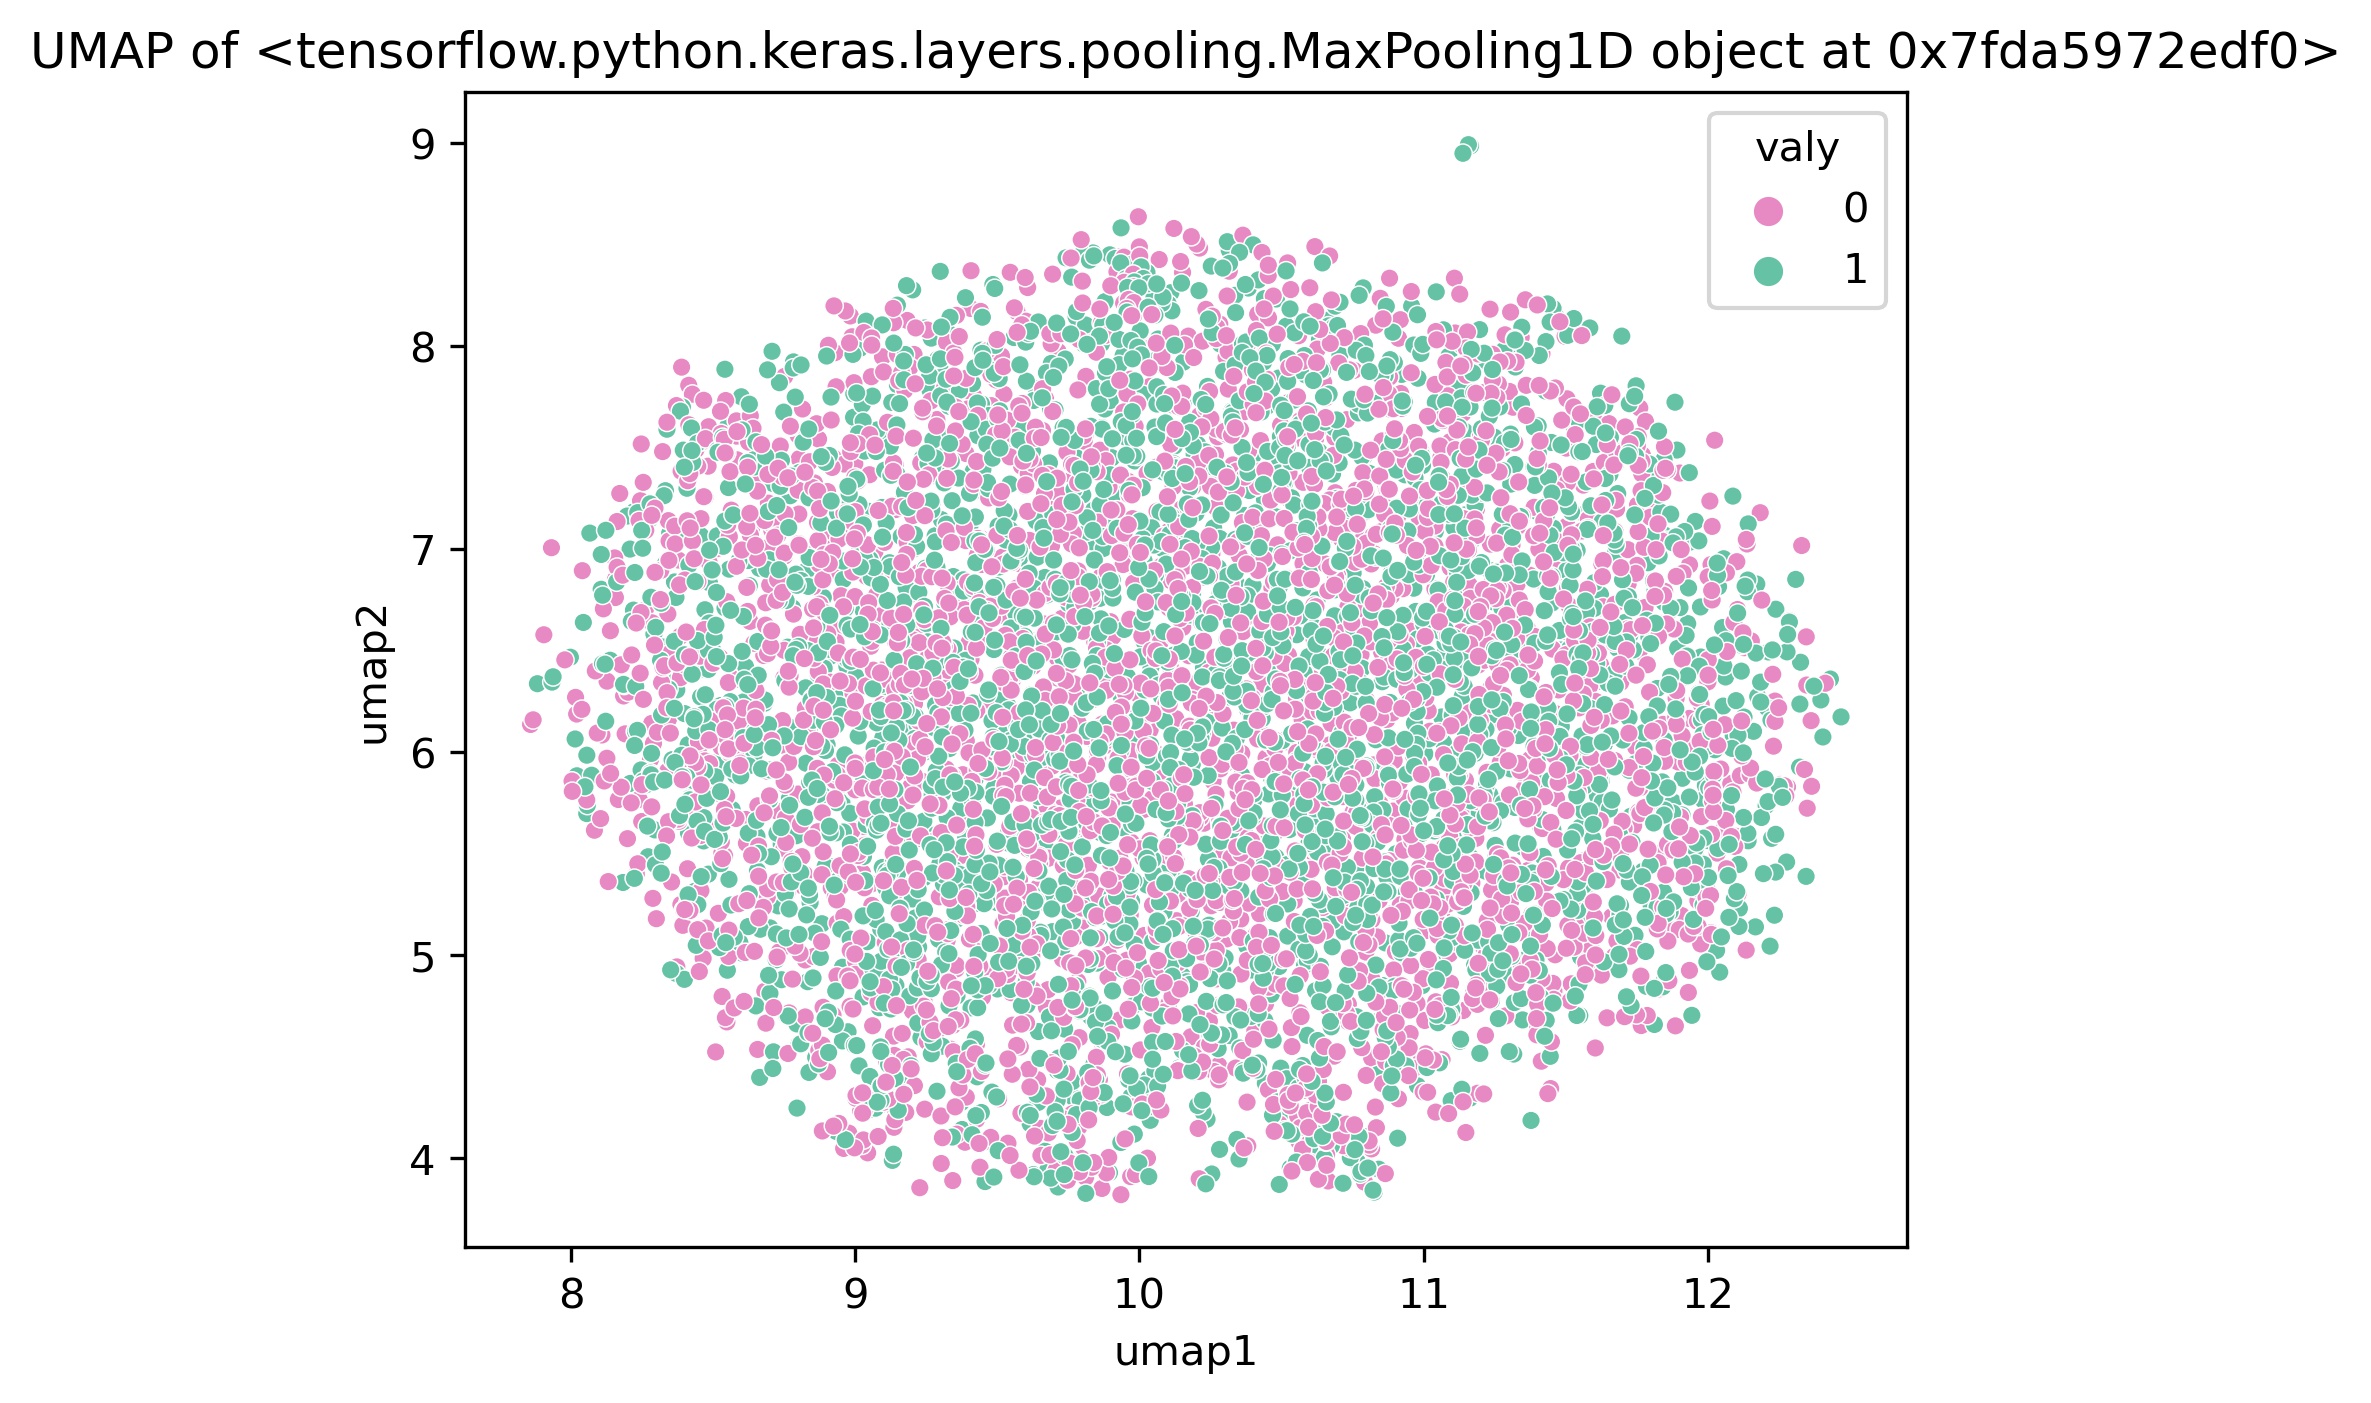 UMAP of <tensorflow.python.keras.layers.pooling.MaxPooling1D object at 0x7fda5972edf0>
valy
0
1
9
8
7
6
5
4
umap2
8 9 10 11 12
umap1